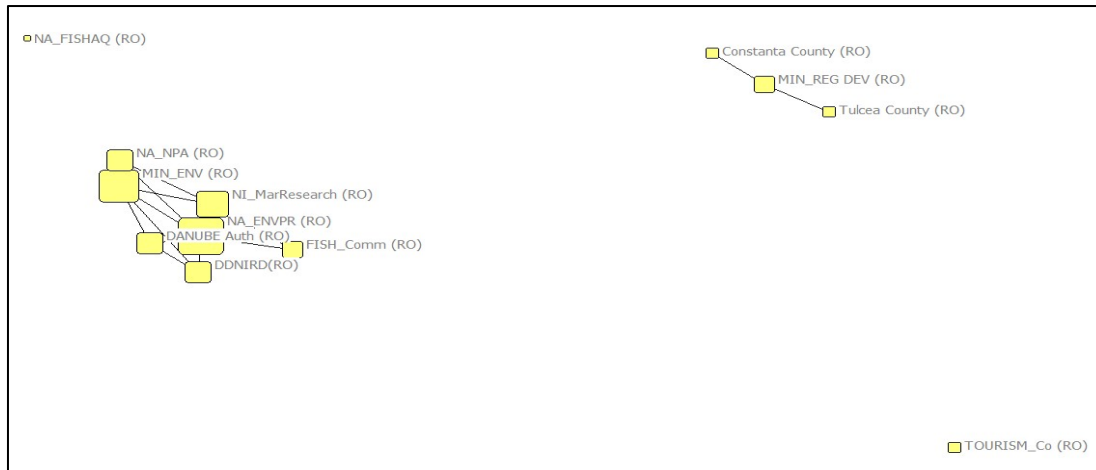 NA_FISHAQ (RO)
Constanta County (RO)
MIN_REG DEV (RO)
Tulcea County (RO)
NA_NPA (RO)
MIN_ENV (RO)
NI_MarResearch (RO)
NA_ENVPR (RO)
DANUBE Auth (RO)
FISH_Comm (RO)
DDNIRD(RO)
TOURISM_Co (RO)